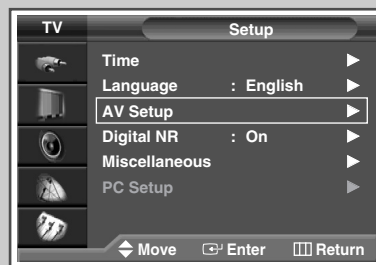 TV Setup
Time
Language : English
AV Setup
Digital NR : On
Miscellaneous
PC Setup
Move Enter Return